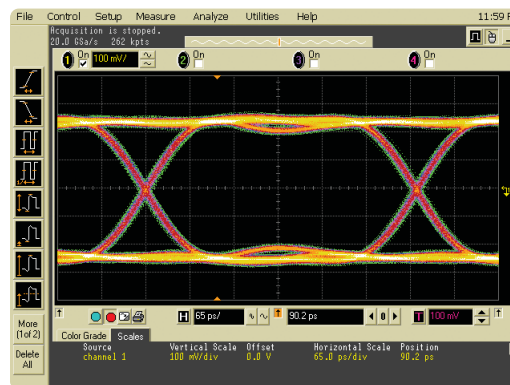 File Control Setup Measure Analyze Utilities Help 11:59
Acquisition is stopped.
20.0 GSa/s 262 kpts
1 On 100 mV/ 2 On 3 On 4 On
H 65 ps/ 90.2 ps 0 T 100 mV
More
(1of 2)
Delete
All
Color Grade Scales
Source Vertical Scale Offset Horizontal Scale Position
channel 1 100 mV/div 0.0 V 65.0 ps/div 90.2 ps